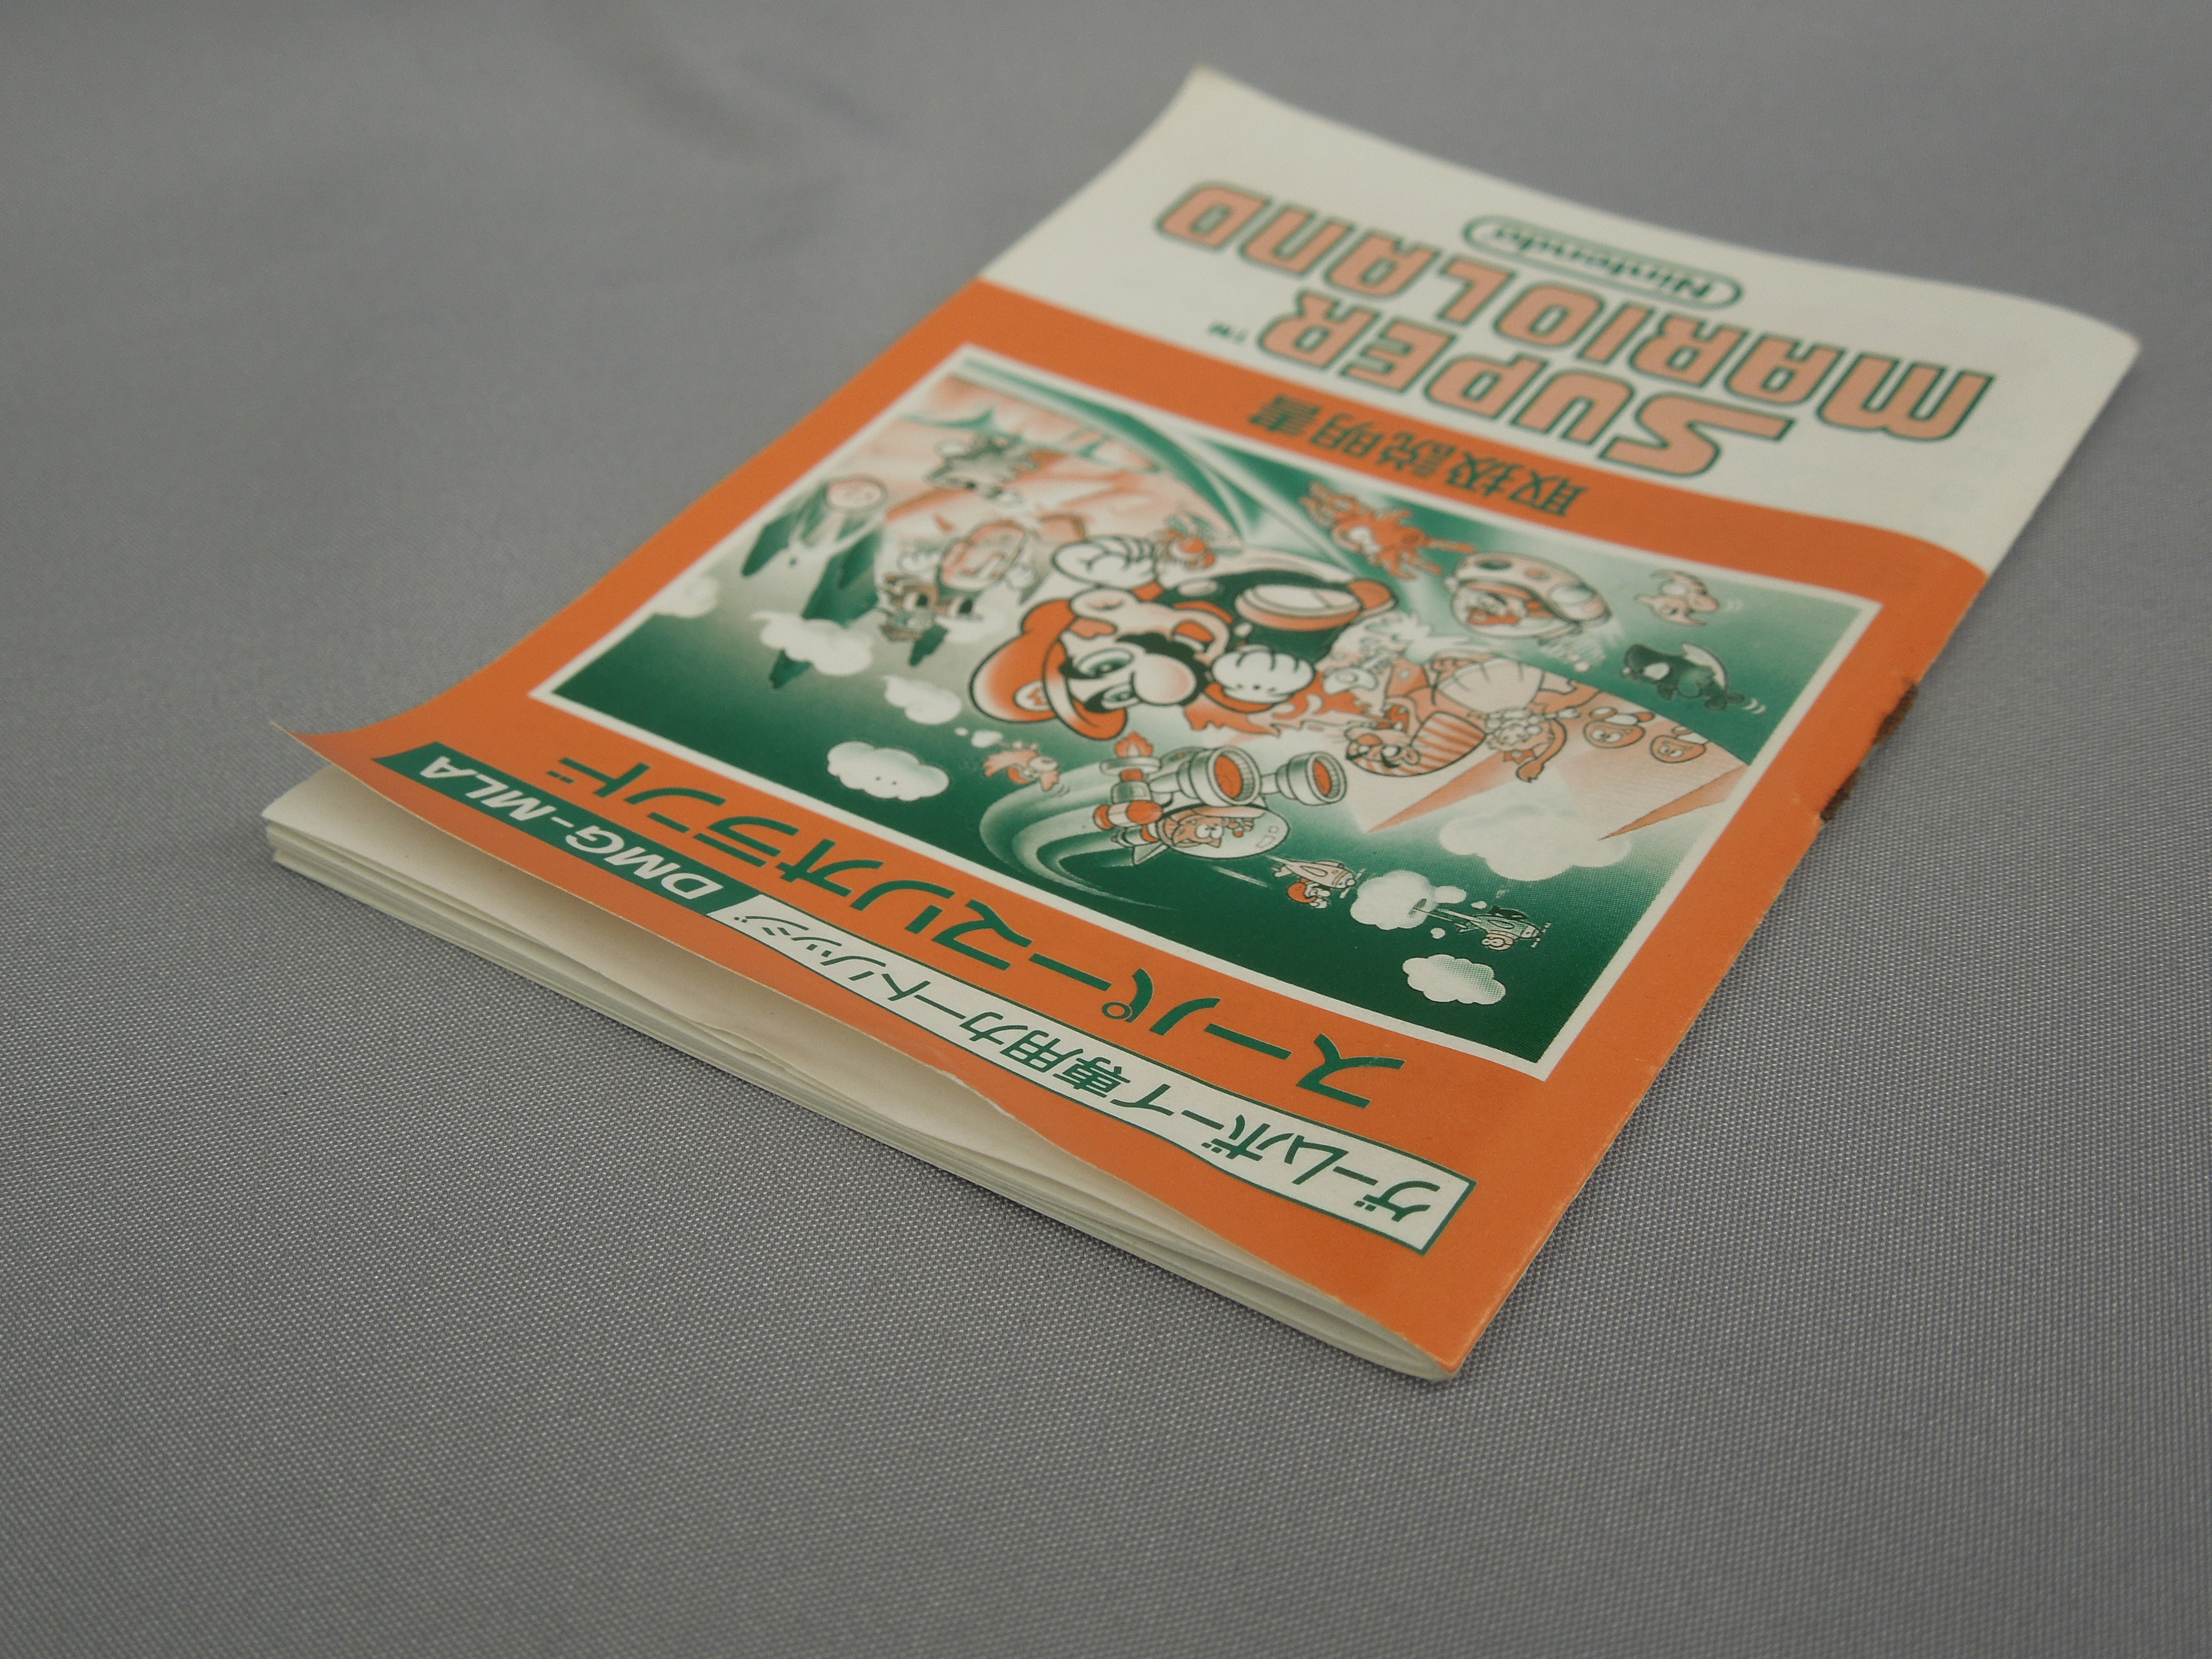 ゲームボーイ専用カートリッジ DMG-MLA
スーパーマリオランド
取扱説明書
SUPER™
MARIOLAND
Nintendo